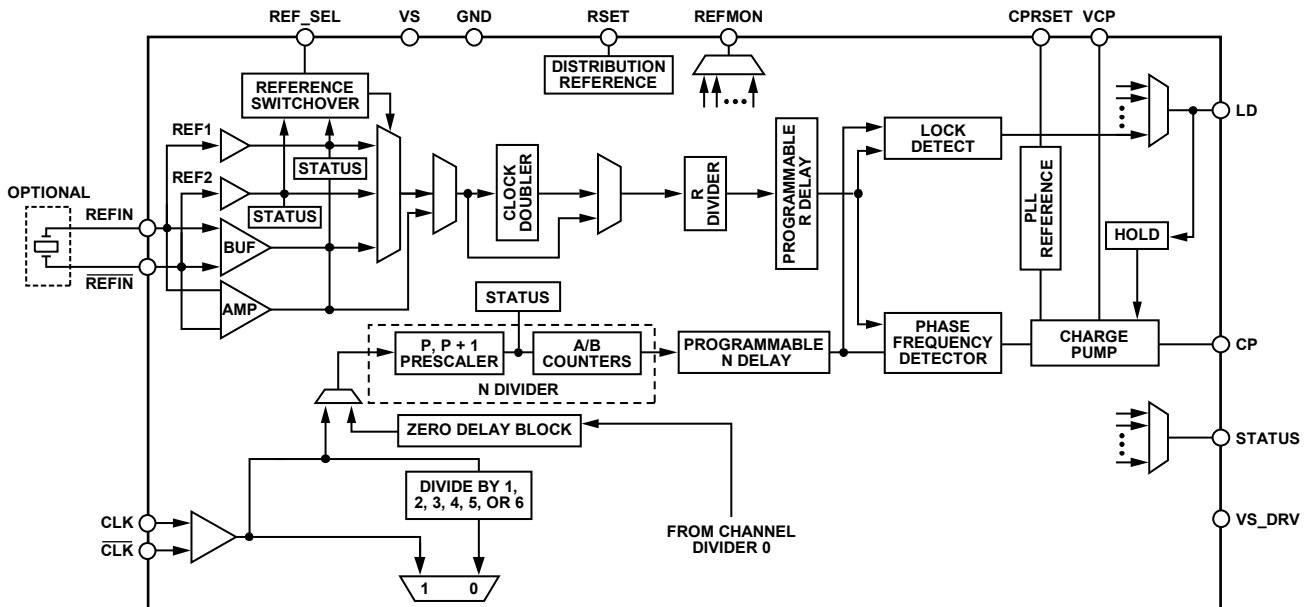 REF_SEL
VS
GND
RSET
REFMON
CPRSET
VCP
DISTRIBUTION
REFERENCE
REFERENCE
SWITCHOVER
REF1
STATUS
REF2
STATUS
OPTIONAL
REFIN
REFIN
BUF
AMP
CLOCK
DOUBLER
R
DIVIDER
PROGRAMMABLE
R DELAY
LOCK
DETECT
PLL
REFERENCE
LD
HOLD
STATUS
P, P + 1
PRESCALER
A/B
COUNTERS
N DIVIDER
PROGRAMMABLE
N DELAY
PHASE
FREQUENCY
DETECTOR
CHARGE
PUMP
CP
ZERO DELAY BLOCK
STATUS
DIVIDE BY 1,
2, 3, 4, 5, OR 6
CLK
CLK
FROM CHANNEL
DIVIDER 0
VS_DRV
1 0